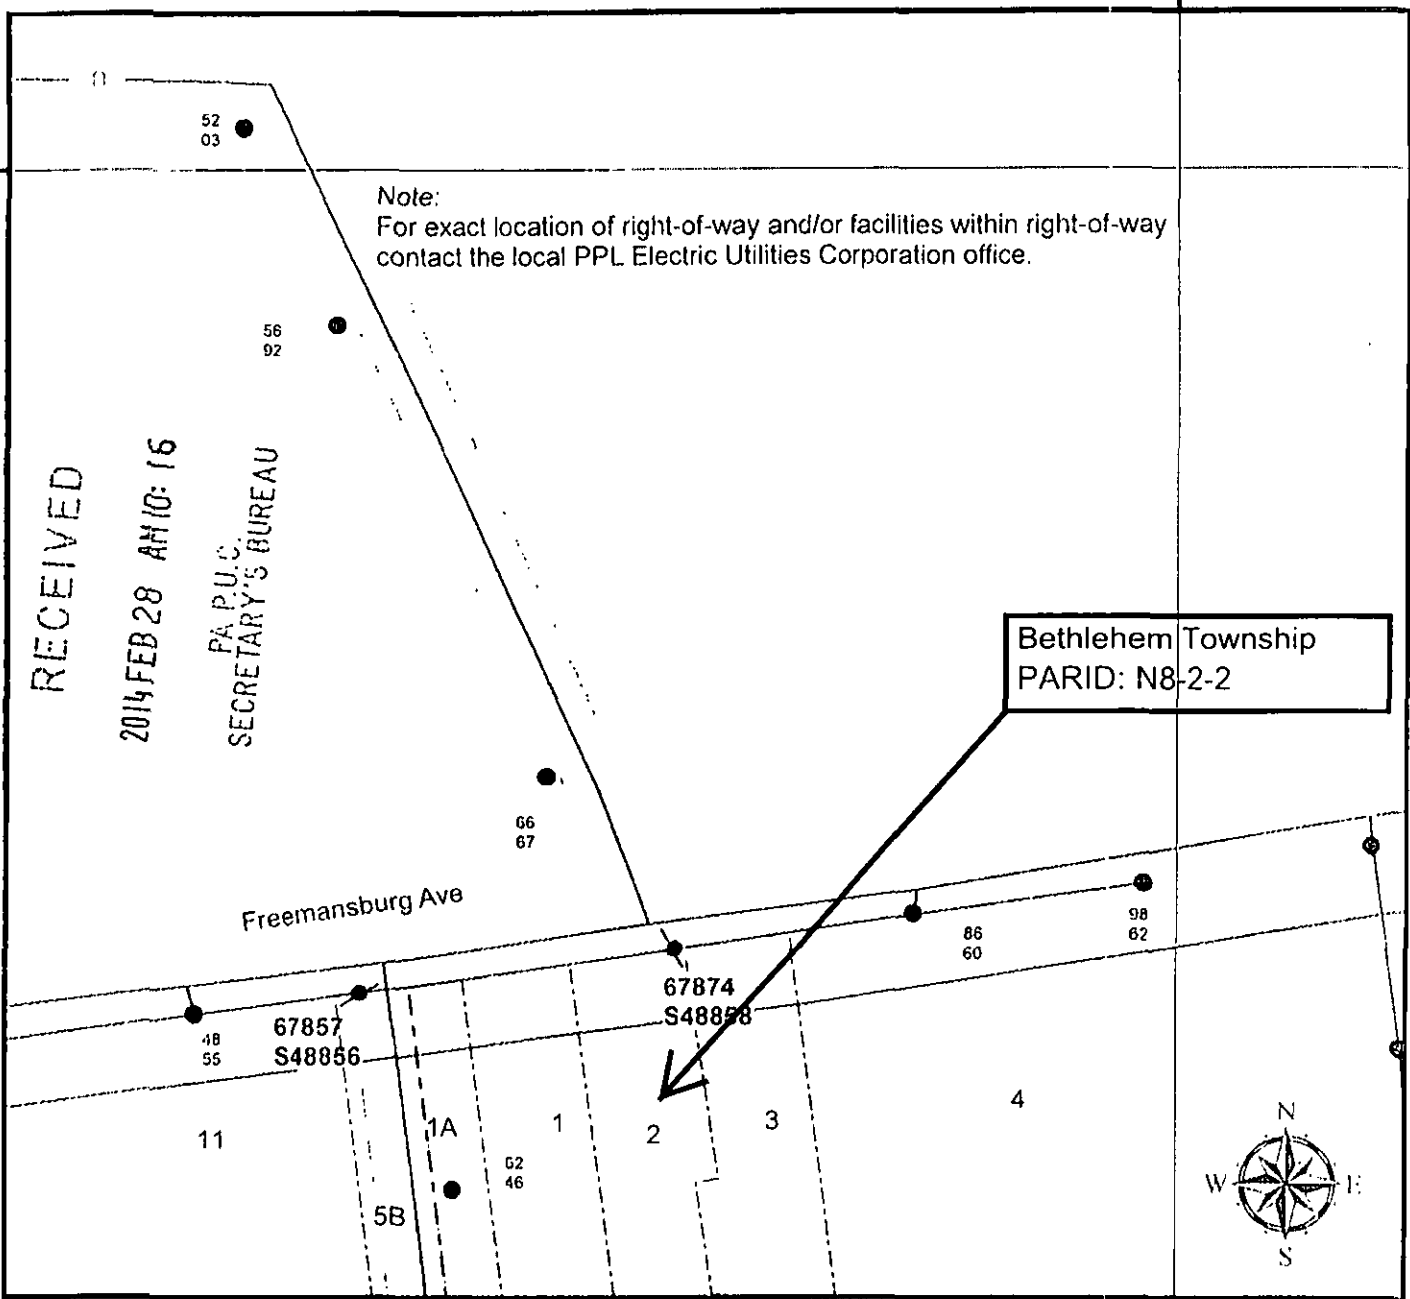 52
03
Note:
For exact location of right-of-way and/or facilities within right-of-way
contact the local PPL Electric Utilities Corporation office.
56
92
RECEIVED
2014 FEB 28 AM 10: 16
PA P.U.C.
SECRETARY'S BUREAU
Bethlehem Township
PARID: N8-2-2
66
67
Freemansburg Ave
98
62
86
60
67874
S48858
67857
S48856
48
55
11
1A
1
2
3
4
62
46
5B
N
W
E
S